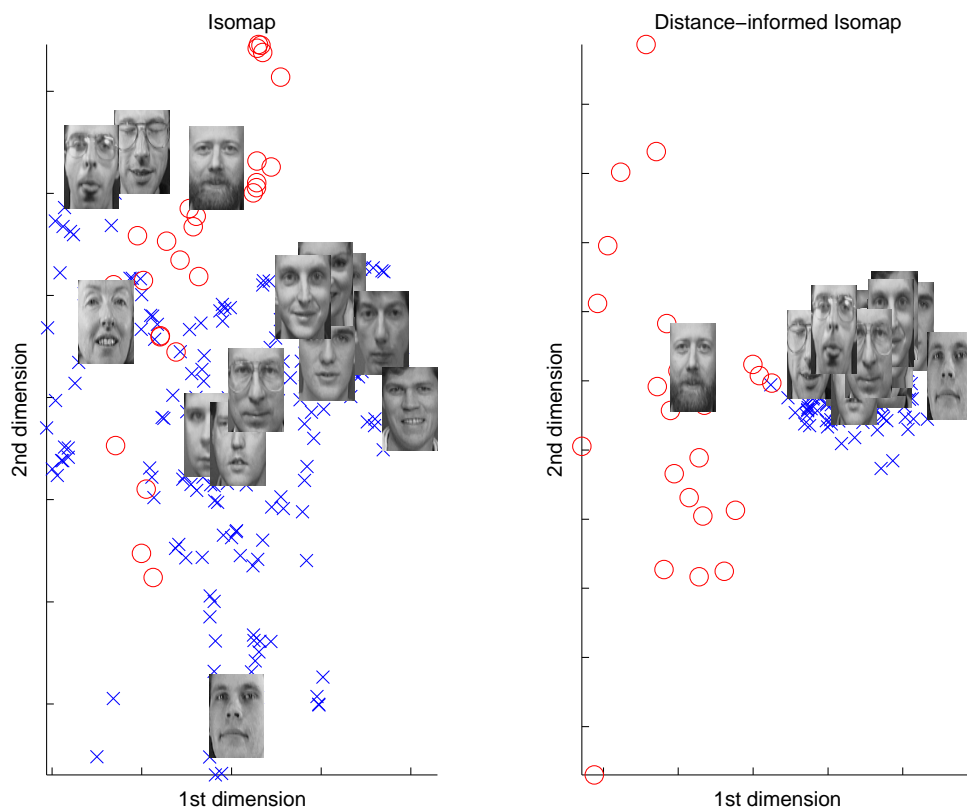 Isomap
2nd dimension
1st dimension
Distance−informed Isomap
2nd dimension
1st dimension